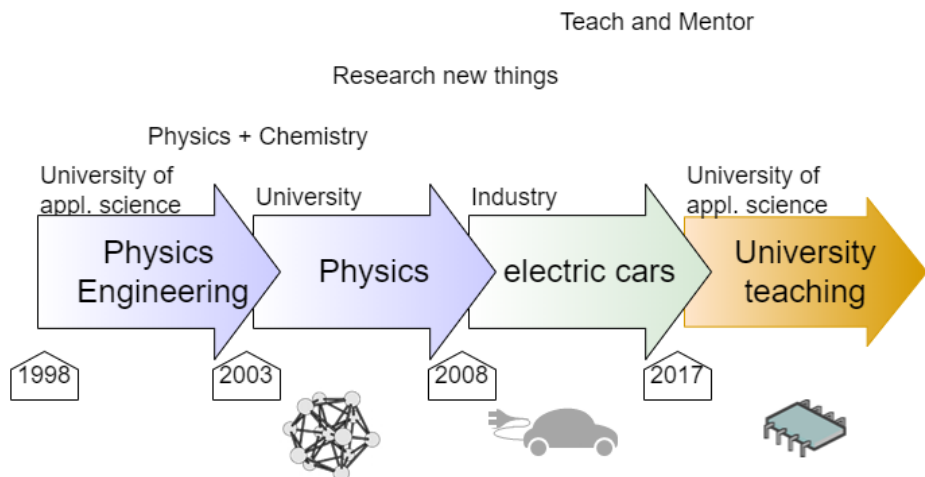 Teach and Mentor
Research new things
Physics + Chemistry
University of
appl. science
University
Industry
University of
appl. science
Physics
Engineering
Physics
electric cars
University
teaching
1998
2003
2008
2017